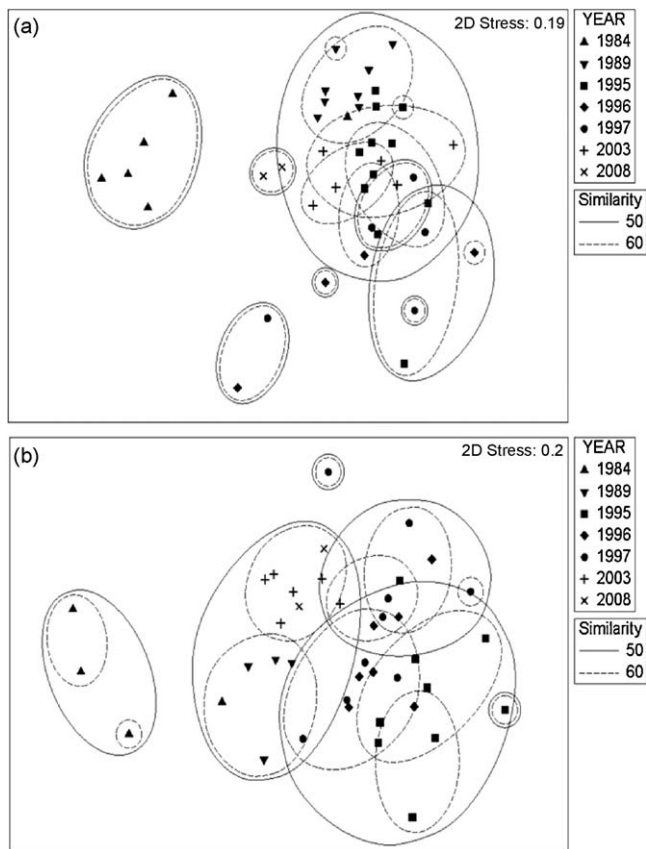 (a)
2D Stress: 0.19
YEAR
1984
1989
1995
1996
1997
2003
2008
Similarity
50
60
(b)
2D Stress: 0.2
YEAR
1984
1989
1995
1996
1997
2003
2008
Similarity
50
60